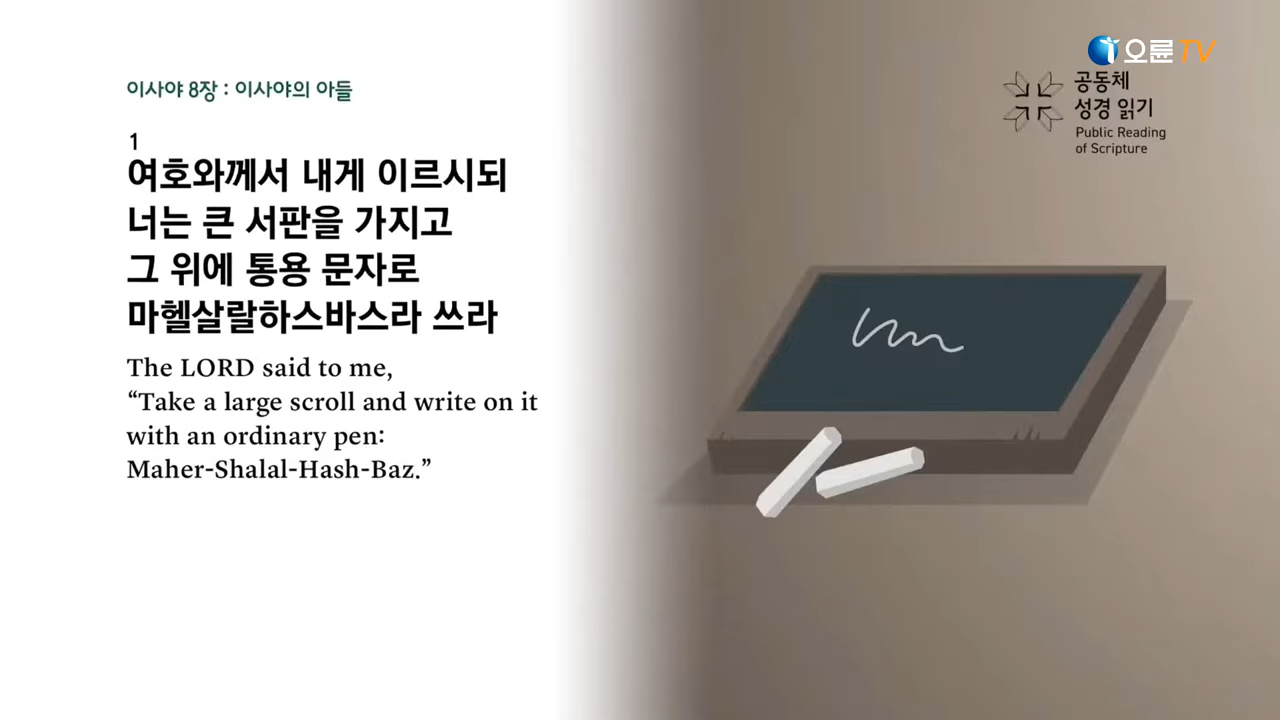 오륜TV
공동체
성경 읽기
Public Reading
of Scripture
이사야 8장 : 이사야의 아들
1
여호와께서 내게 이르시되
너는 큰 서판을 가지고
그 위에 통용 문자로
마헬살랄하스바스라 쓰라
The LORD said to me,
“Take a large scroll and write on it
with an ordinary pen:
Maher-Shalal-Hash-Baz.”